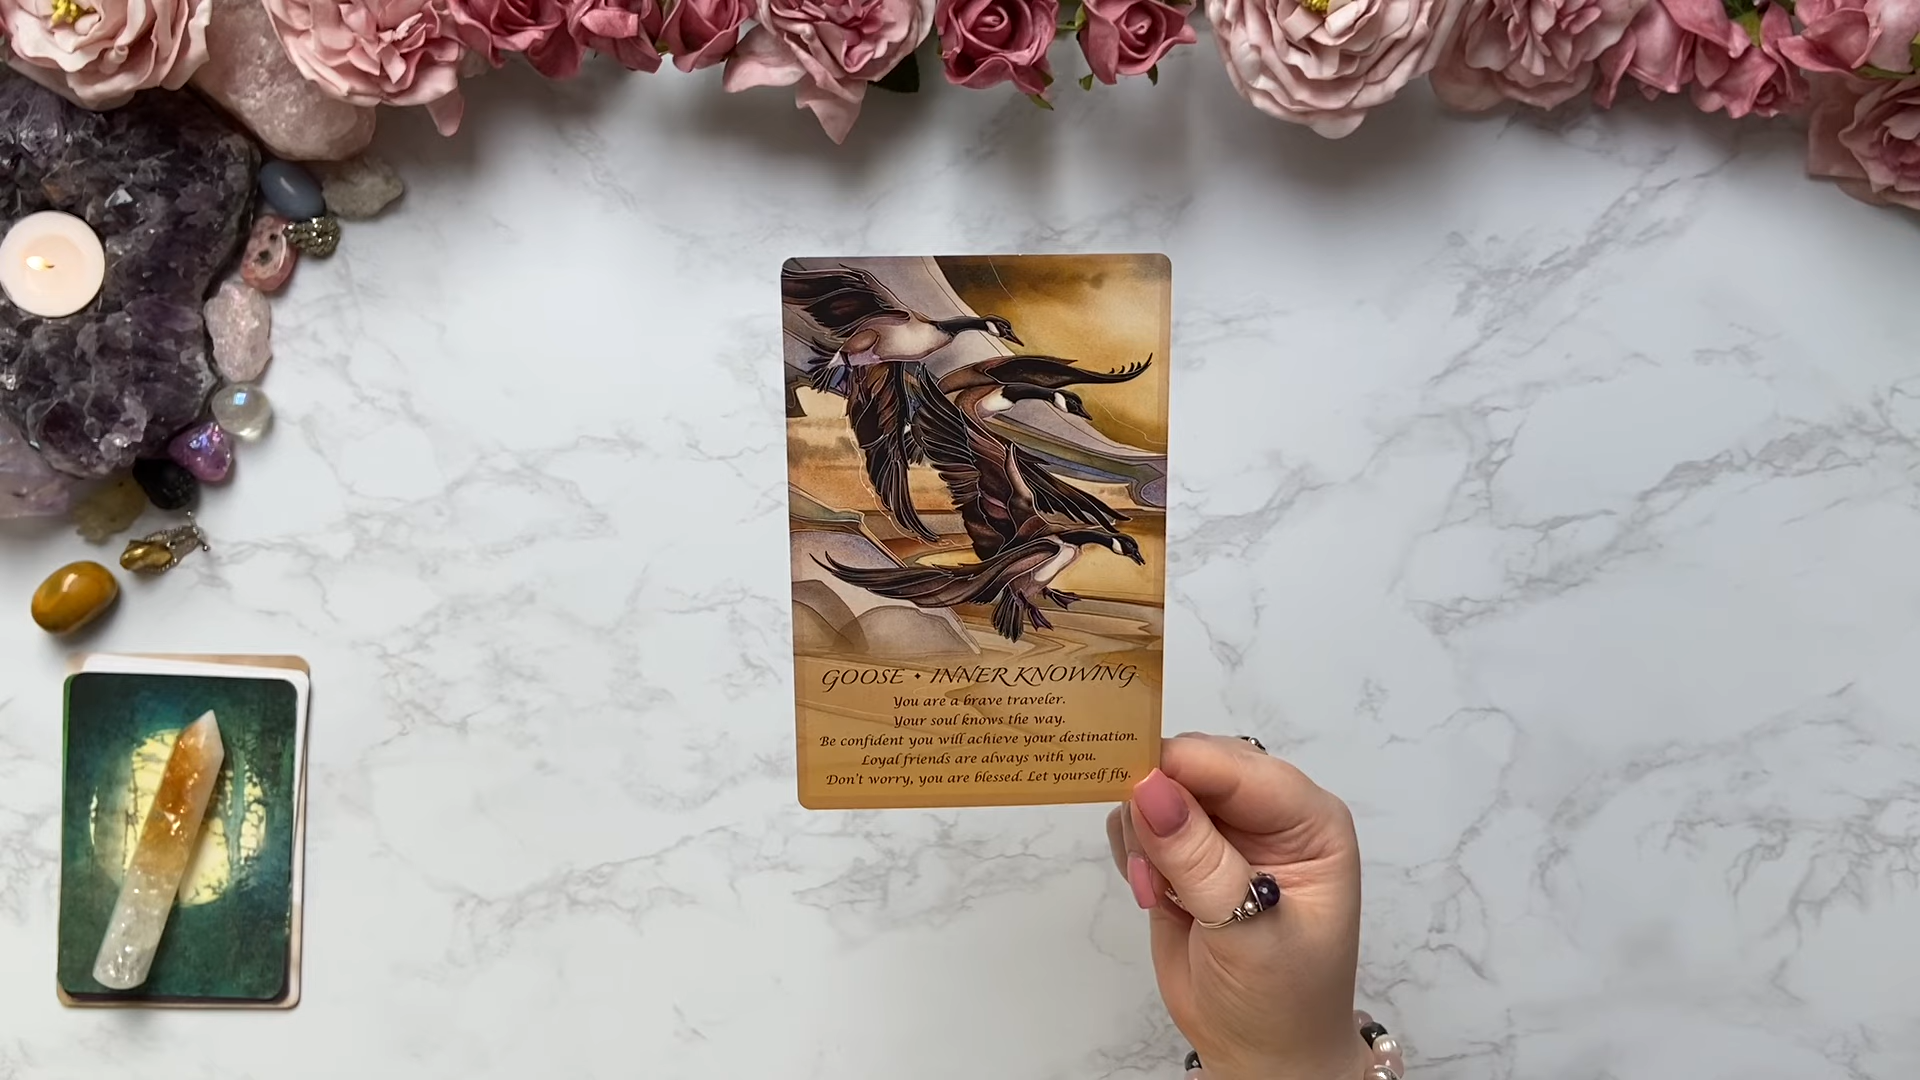 GOOSE • INNER KNOWING
You are a brave traveler.
Your soul knows the way.
Be confident you will achieve your destination.
Loyal friends are always with you.
Don't worry, you are blessed. Let yourself fly.